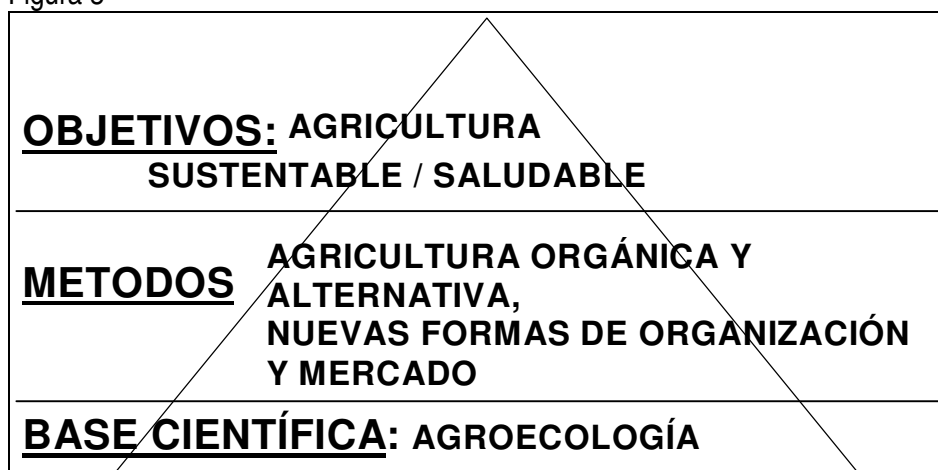 OBJETIVOS: AGRICULTURA
SUSTENTABLE / SALUDABLE
METODOS
AGRICULTURA ORGÁNICA Y
ALTERNATIVA,
NUEVAS FORMAS DE ORGANIZACIÓN
Y MERCADO
BASE CIENTÍFICA: AGROECOLOGÍA